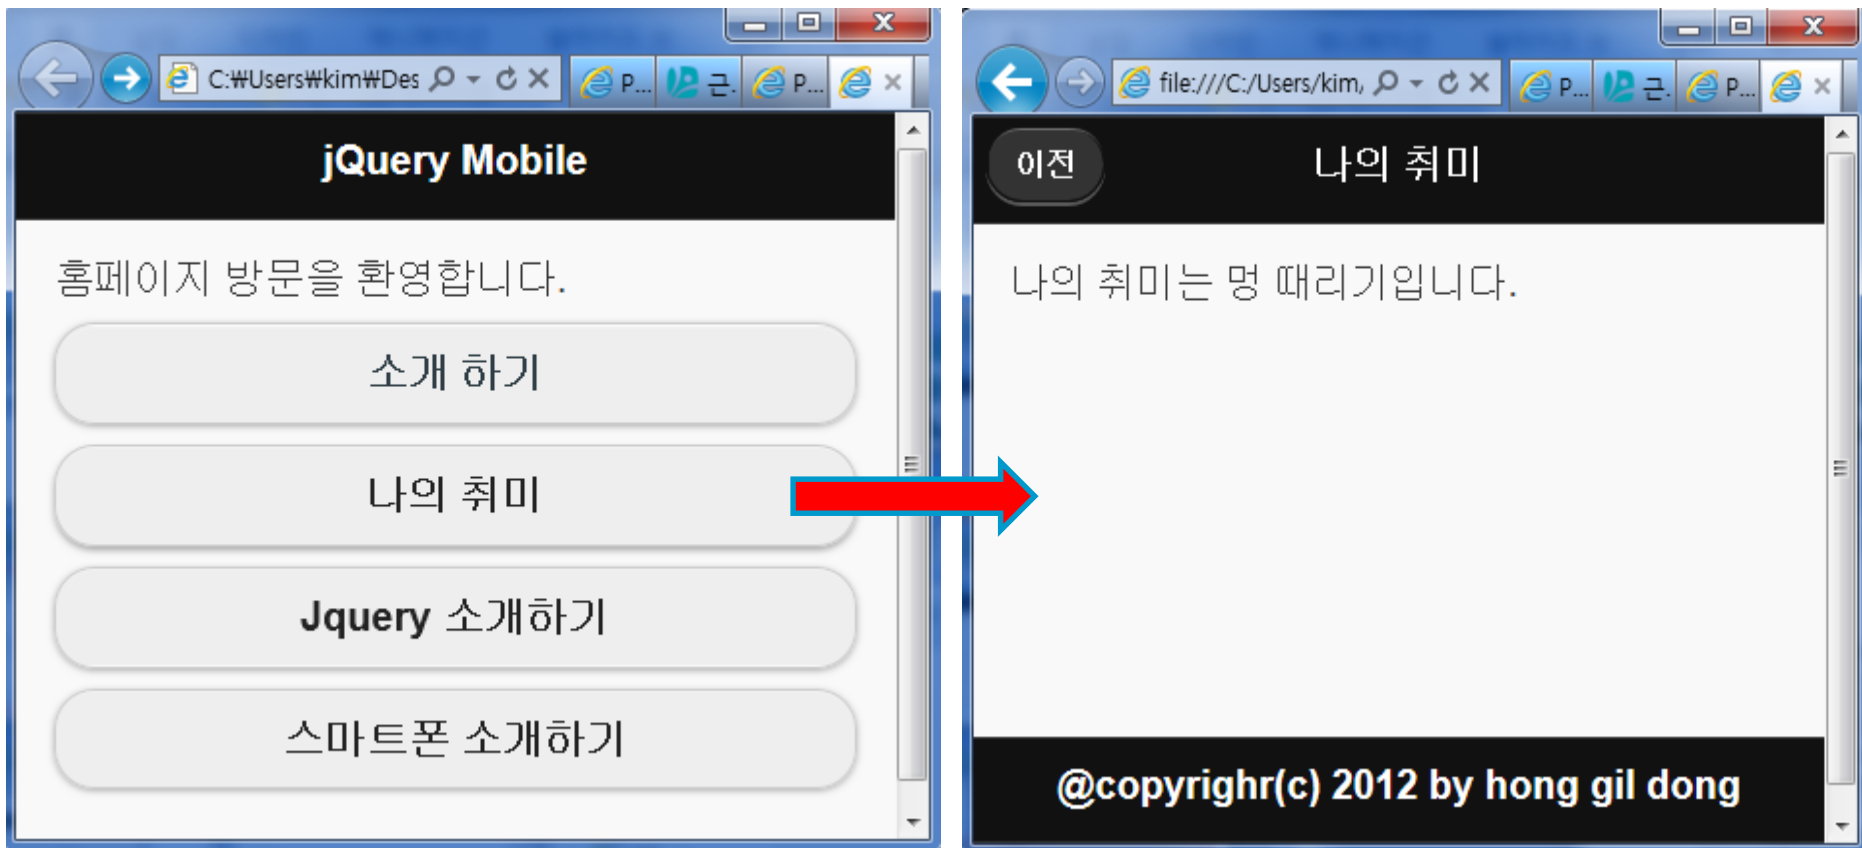 C:₩Users₩kim₩Des
P...
근.
P...
jQuery Mobile
홈페이지 방문을 환영합니다.
소개 하기
나의 취미
Jquery 소개하기
스마트폰 소개하기
file:///C:/Users/kim,
P...
근.
P...
이전
나의 취미
나의 취미는 멍 때리기입니다.
@copyrighr(c) 2012 by hong gil dong